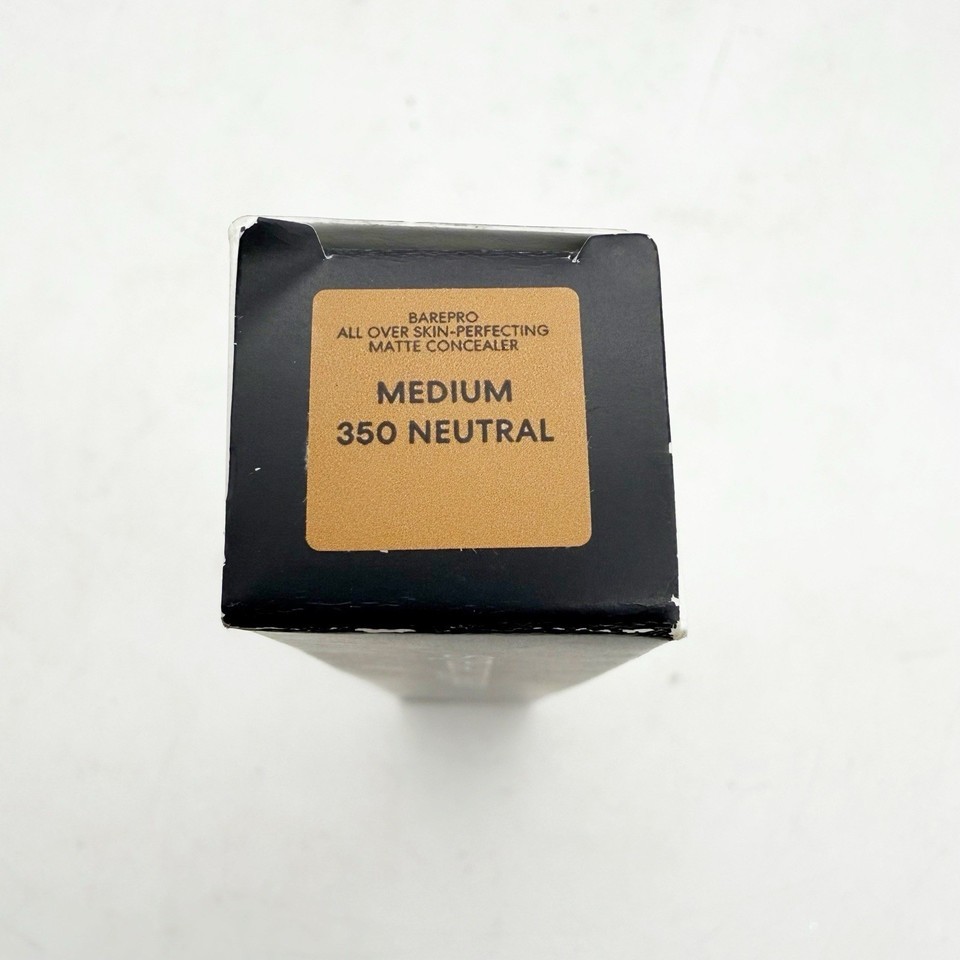 BAREPRO
ALL OVER SKIN-PERFECTING
MATTE CONCEALER
MEDIUM
350 NEUTRAL